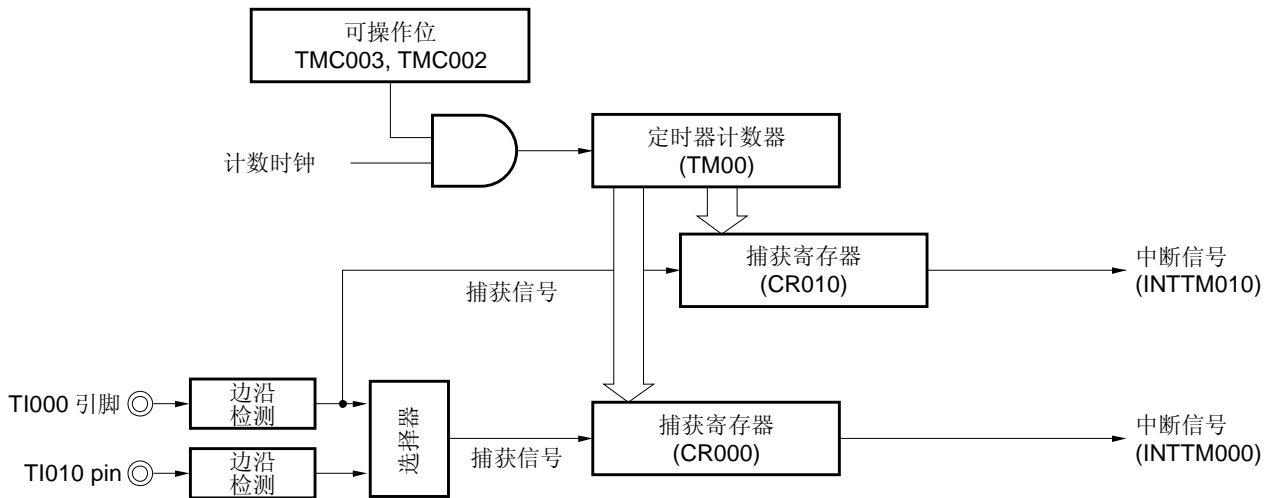 可操作位
TMC003, TMC002
计数时钟
定时器计数器
(TM00)
捕获寄存器
(CR010)
中断信号
(INTTM010)
捕获信号
TI000 引脚
边沿
检测
选择器
捕获信号
捕获寄存器
(CR000)
中断信号
(INTTM000)
TI010 pin
边沿
检测